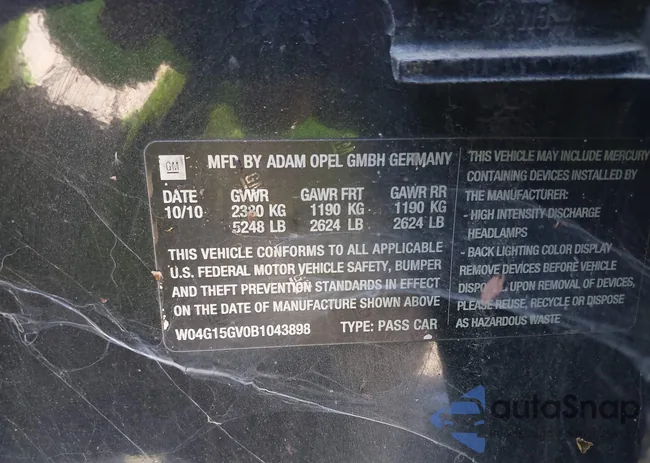 GM
MFD BY ADAM OPEL GMBH GERMANY
DATE GVWR GAWR FRT GAWR RR
10/10 2380 KG 1190 KG 1190 KG
5248 LB 2624 LB 2624 LB
THIS VEHICLE CONFORMS TO ALL APPLICABLE
U.S. FEDERAL MOTOR VEHICLE SAFETY, BUMPER
AND THEFT PREVENTION STANDARDS IN EFFECT
ON THE DATE OF MANUFACTURE SHOWN ABOVE
W04G15GV0B1043898 TYPE: PASS CAR
THIS VEHICLE MAY INCLUDE MERCURY
CONTAINING DEVICES INSTALLED BY
THE MANUFACTURER:
- HIGH INTENSITY DISCHARGE
HEADLAMPS
- BACK LIGHTING COLOR DISPLAY
REMOVE DEVICES BEFORE VEHICLE
DISPOSAL UPON REMOVAL OF DEVICES,
PLEASE REUSE, RECYCLE OR DISPOSE
AS HAZARDOUS WASTE
autoSnap